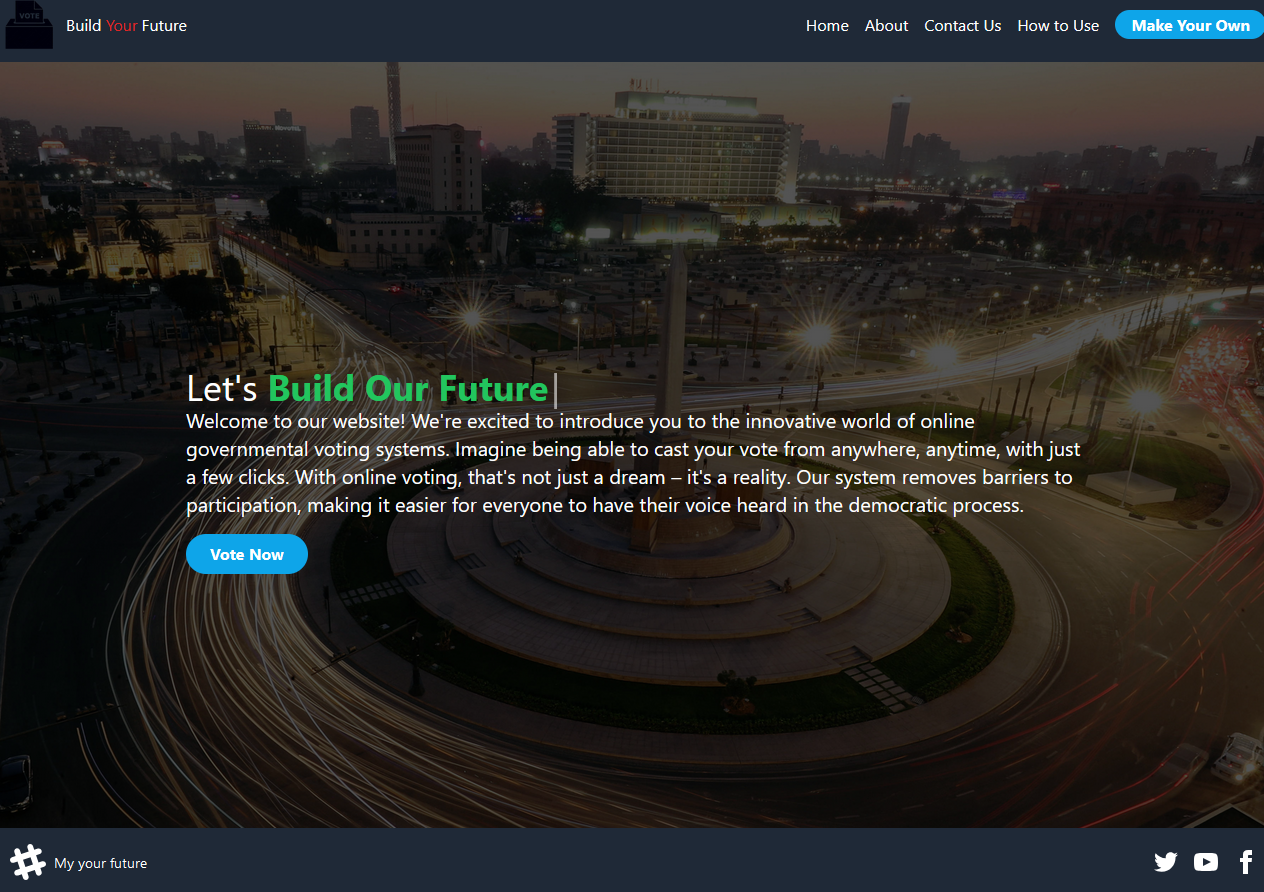 VOTE
Build Your Future
Home
About
Contact Us
How to Use
Make Your Own
NOVOTEL
Let's Build Our Future
Welcome to our website! We're excited to introduce you to the innovative world of online
governmental voting systems. Imagine being able to cast your vote from anywhere, anytime, with just
a few clicks. With online voting, that's not just a dream – it's a reality. Our system removes barriers to
participation, making it easier for everyone to have their voice heard in the democratic process.
Vote Now
My your future